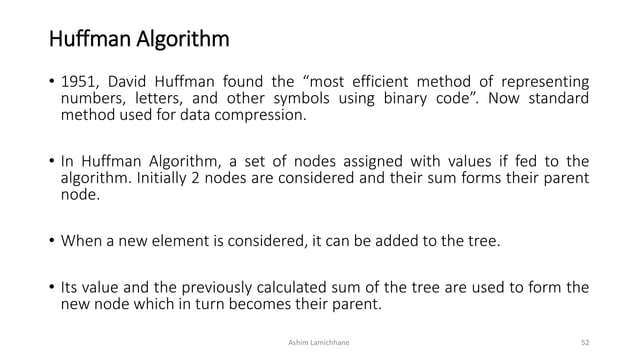 Huffman Algorithm
• 1951, David Huffman found the “most efficient method of representing
numbers, letters, and other symbols using binary code”. Now standard
method used for data compression.
• In Huffman Algorithm, a set of nodes assigned with values if fed to the
algorithm. Initially 2 nodes are considered and their sum forms their parent
node.
• When a new element is considered, it can be added to the tree.
• Its value and the previously calculated sum of the tree are used to form the
new node which in turn becomes their parent.
Ashim Lamichhane
52